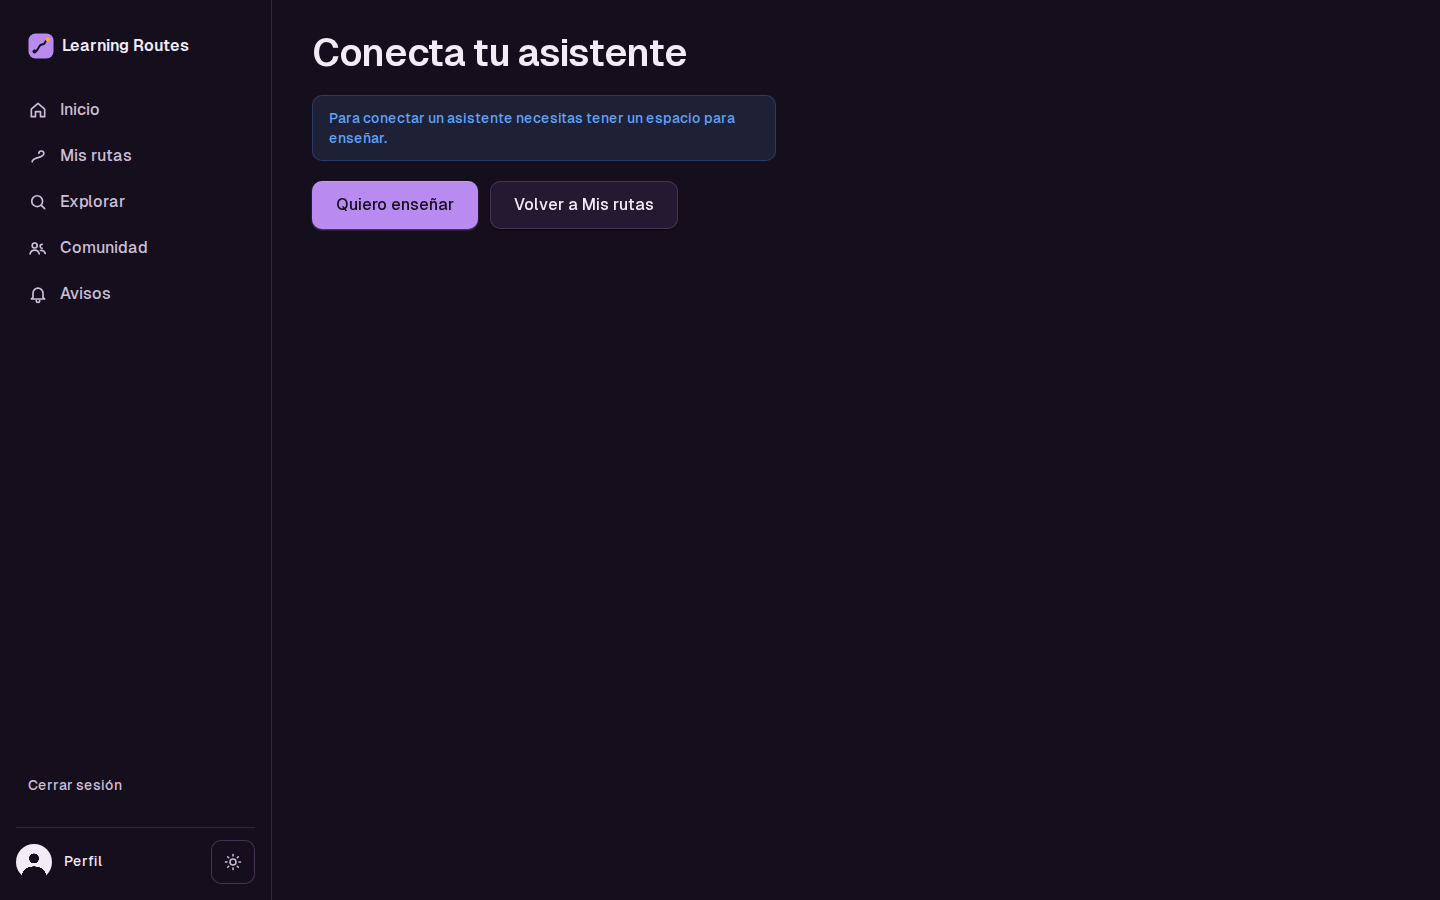 Learning Routes
Inicio
Mis rutas
Explorar
Comunidad
Avisos
Cerrar sesión
Perfil
Conecta tu asistente
Para conectar un asistente necesitas tener un espacio para
enseñar.
Quiero enseñar
Volver a Mis rutas